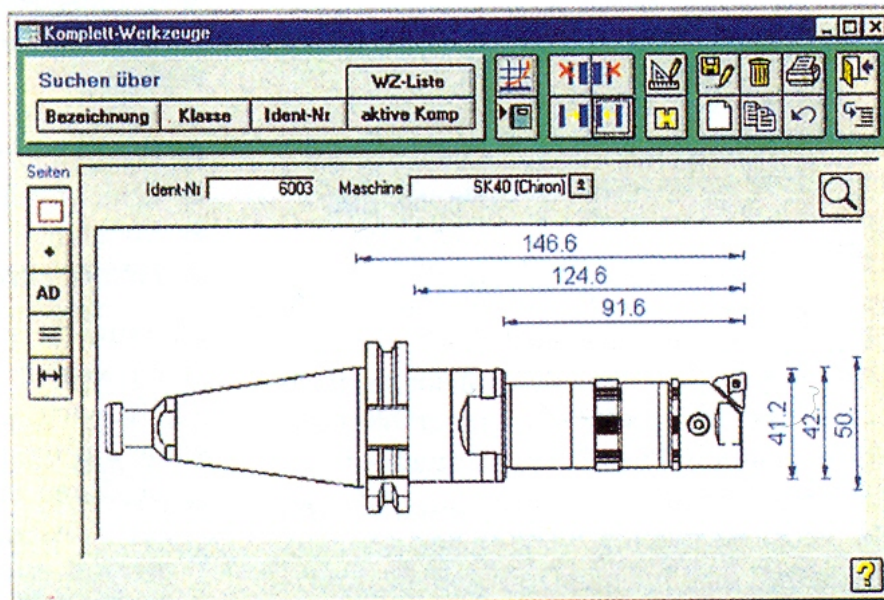 Komplett-Werkzeuge
Suchen über
WZ-Liste
Bezeichnung Klasse Ident-Nr aktive Komp
Seiten
Ident-Nr 6003 Maschine SK40 (Chiron)
AD
146.6
124.6
91.6
41.2
42
50.
?